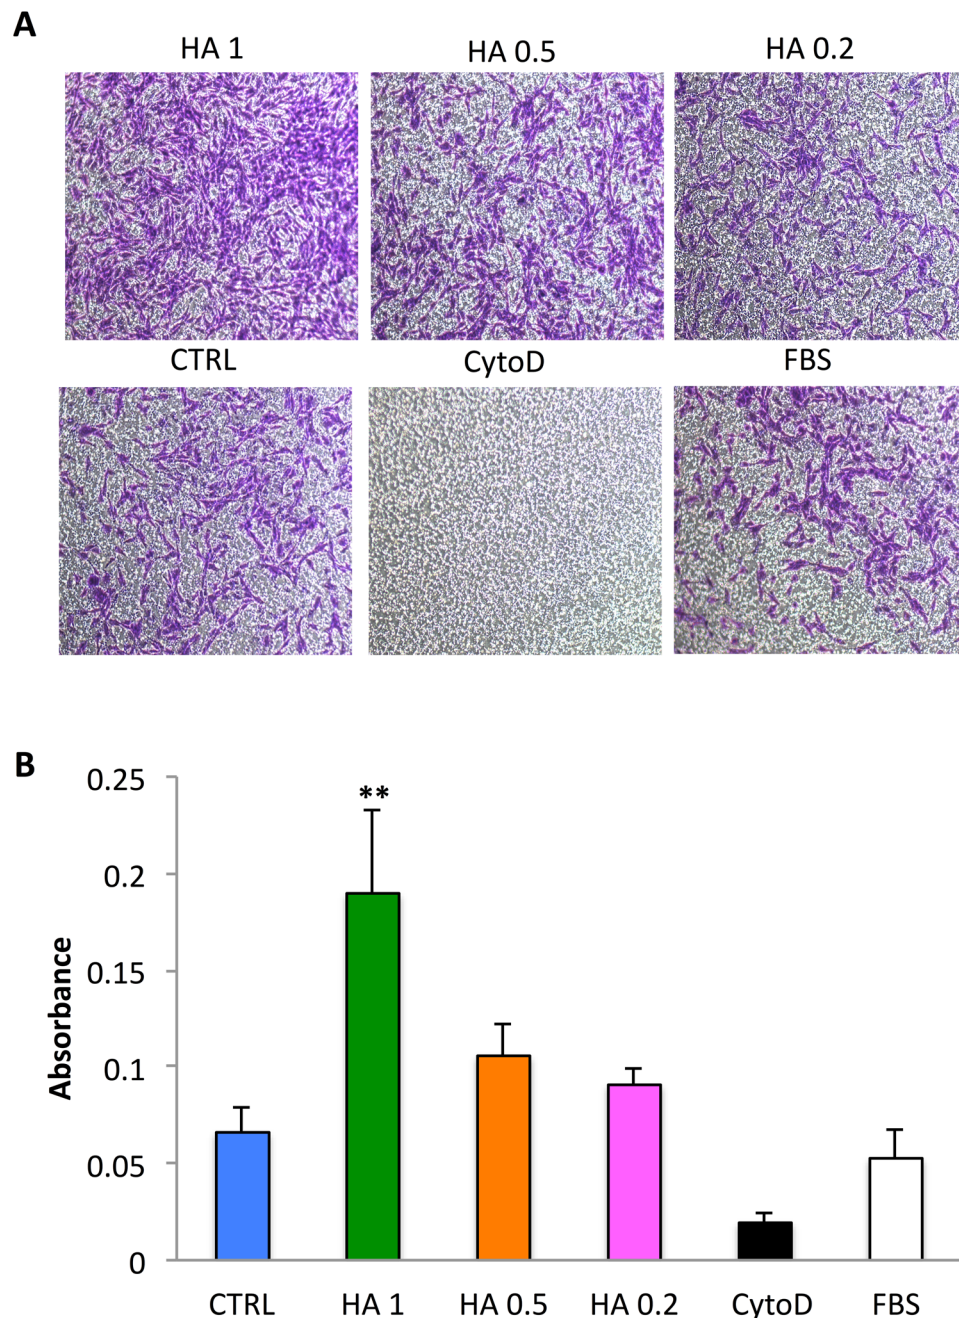 A
HA 1 HA 0.5 HA 0.2
CTRL CytoD FBS
B
0.25
**
0.2
0.15
0.1
0.05
0
Absorbance
CTRL HA 1 HA 0.5 HA 0.2 CytoD FBS